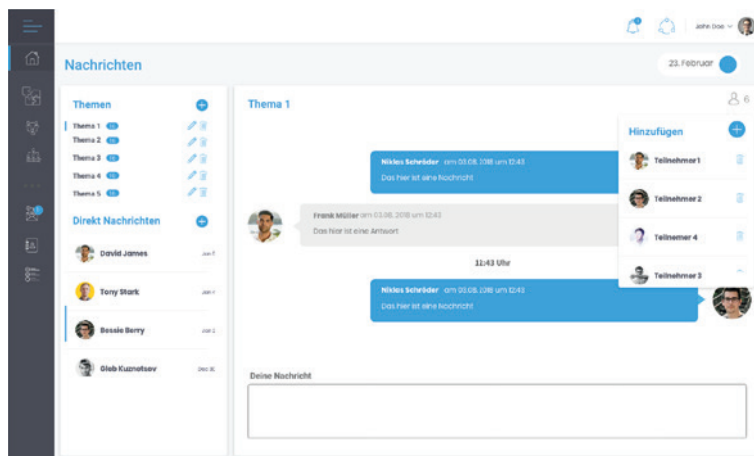 John Doe
Nachrichten
23. Februar
Themen
Thema 1
Thema 2
Thema 3
Thema 4
Thema 5
Direkt Nachrichten
David James
Tony Stark
Bessie Berry
Gleb Kuznetsov
Thema 1
6
Niklas Schröder am 03.08.2018 um 12:43
Das hier ist eine Nachricht
Frank Müller am 03.08.2018 um 12:43
Das hier ist eine Antwort
11:43 Uhr
Niklas Schröder am 03.08.2018 um 12:43
Das hier ist eine Nachricht
Hinzufügen
Teilnehmer 1
Teilnehmer 2
Teilnemer 4
Teilnehmer 3
Deine Nachricht